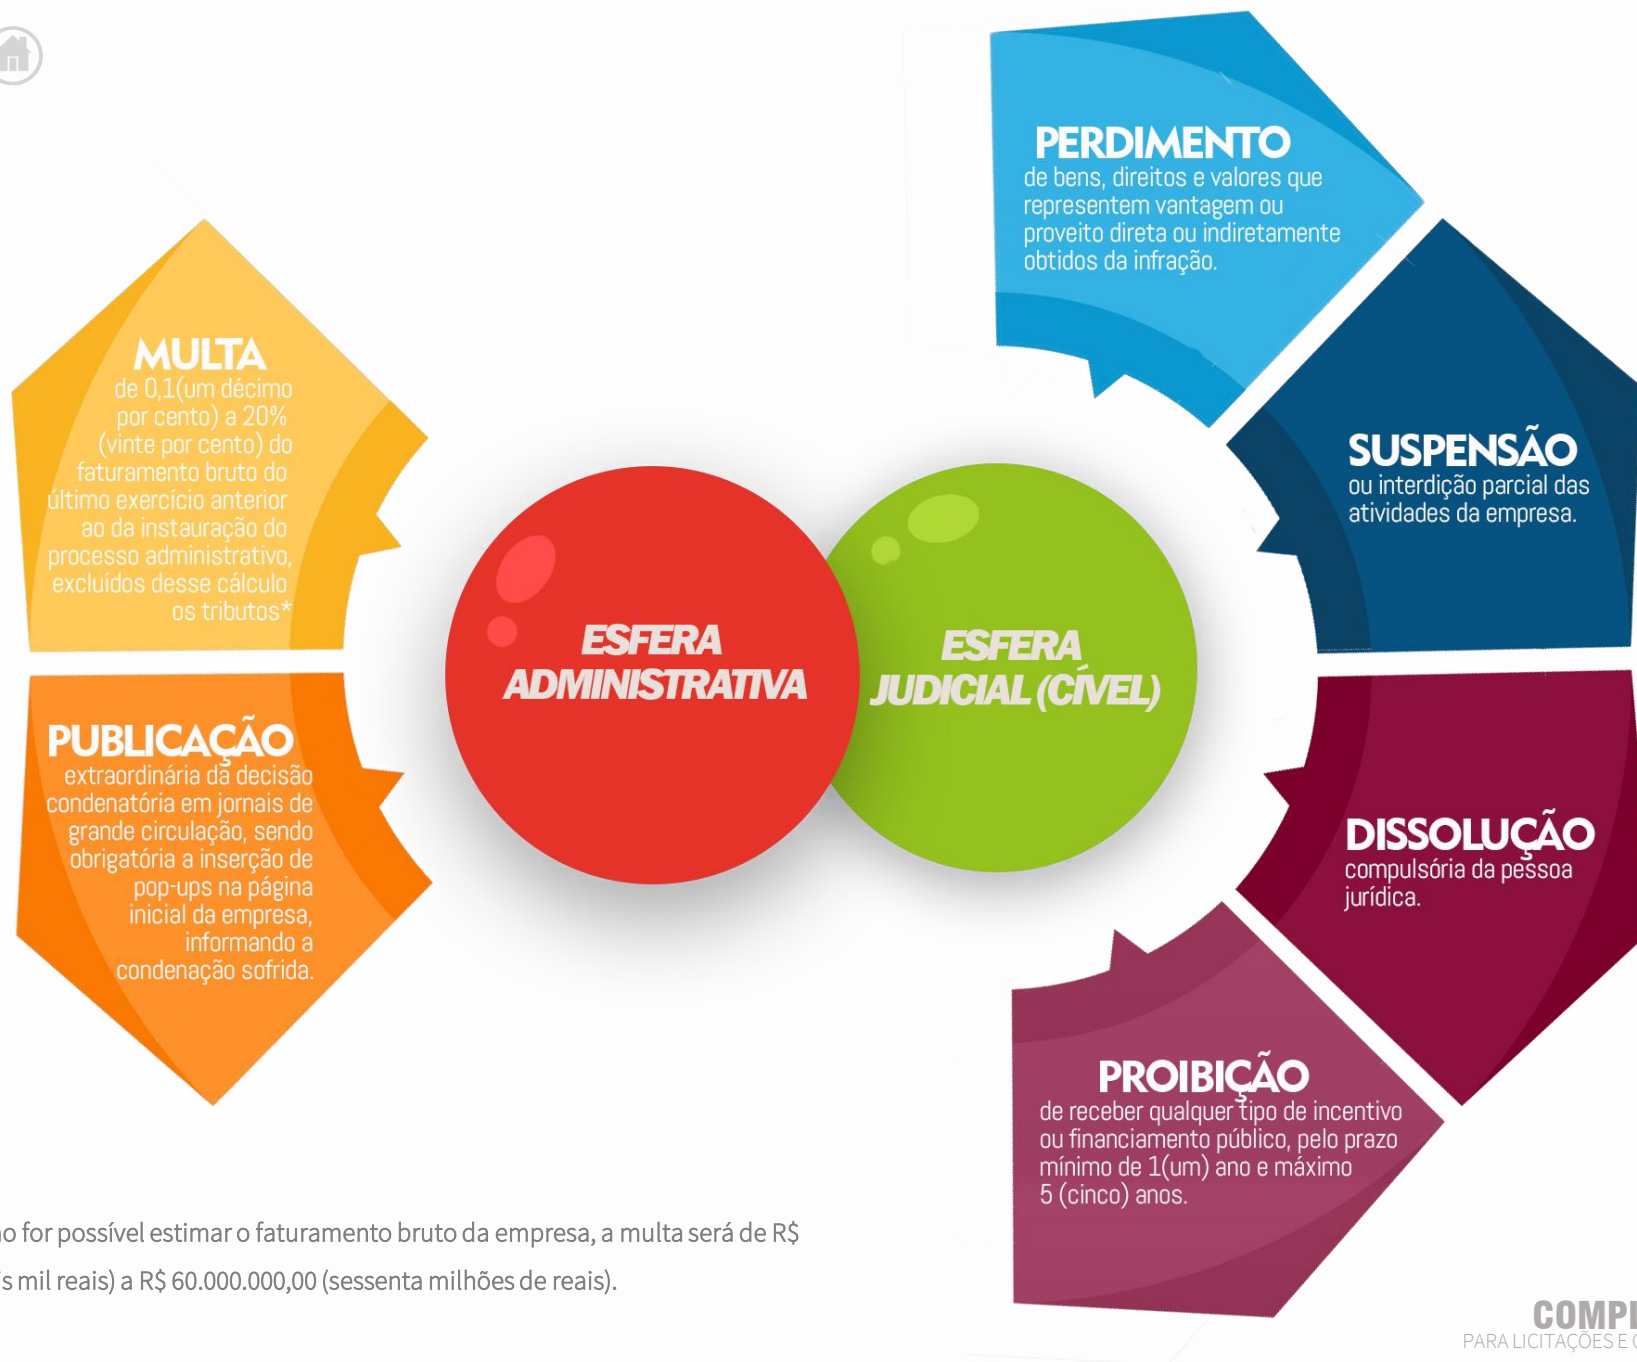 MULTA
de 0,1(um décimo
por cento) a 20%
(vinte por cento) do
faturamento bruto do
último exercício anterior
ao da instauração do
processo administrativo,
excluídos desse cálculo
os tributos*
PUBLICAÇÃO
extraordinária da decisão
condenatória em jornais de
grande circulação, sendo
obrigatória a inserção de
pop-ups na página
inicial da empresa,
informando a
condenação sofrida.
ESFERA
ADMINISTRATIVA
ESFERA
JUDICIAL (CÍVEL)
PERDIMENTO
de bens, direitos e valores que
representem vantagem ou
proveito direta ou indiretamente
obtidos da infração.
SUSPENSÃO
ou interdição parcial das
atividades da empresa.
DISSOLUÇÃO
compulsória da pessoa
jurídica.
PROIBIÇÃO
de receber qualquer tipo de incentivo
ou financiamento público, pelo prazo
mínimo de 1(um) ano e máximo
5 (cinco) anos.
for possível estimar o faturamento bruto da empresa, a multa será de R$
mil reais) a R$ 60.000.000,00 (sessenta milhões de reais).
PARA LICITAÇÕES E